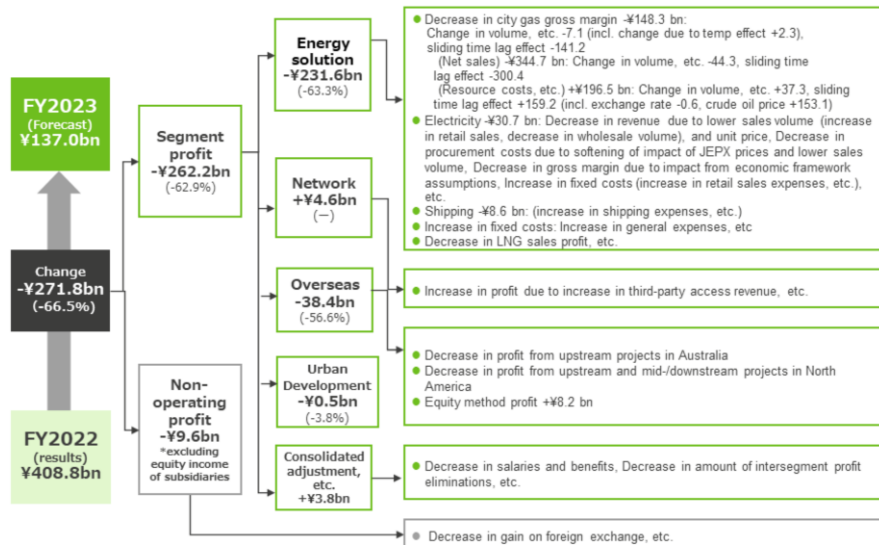 FY2023
(Forecast)
¥137.0bn
Change
-¥271.8bn
(-66.5%)
FY2022
(results)
¥408.8bn
Segment
profit
-¥262.2bn
(-62.9%)
Non-
operating
profit
-¥9.6bn
*excluding
equity income
of subsidiaries
Energy
solution
-¥231.6bn
(-63.3%)
Network
+¥4.6bn
(—)
Overseas
-38.4bn
(-56.6%)
Urban
Development
-¥0.5bn
(-3.8%)
Consolidated
adjustment,
etc.
+¥3.8bn
● Decrease in city gas gross margin -¥148.3 bn:
Change in volume, etc. -7.1 (incl. change due to temp effect +2.3),
sliding time lag effect -141.2
(Net sales) -¥344.7 bn: Change in volume, etc. -44.3, sliding time
lag effect -300.4
(Resource costs, etc.) +¥196.5 bn: Change in volume, etc. +37.3, sliding
time lag effect +159.2 (incl. exchange rate -0.6, crude oil price +153.1)
● Electricity -¥30.7 bn: Decrease in revenue due to lower sales volume (increase
in retail sales, decrease in wholesale volume), and unit price, Decrease in
procurement costs due to softening of impact of JEPX prices and lower sales
volume, Decrease in gross margin due to impact from economic framework
assumptions, Increase in fixed costs (increase in retail sales expenses, etc.),
etc.
● Shipping -¥8.6 bn: (increase in shipping expenses, etc.)
● Increase in fixed costs: Increase in general expenses, etc
● Decrease in LNG sales profit, etc.
● Increase in profit due to increase in third-party access revenue, etc.
● Decrease in profit from upstream projects in Australia
● Decrease in profit from upstream and mid-/downstream projects in North
America
● Equity method profit +¥8.2 bn
● Decrease in salaries and benefits, Decrease in amount of intersegment profit
eliminations, etc.
● Decrease in gain on foreign exchange, etc.